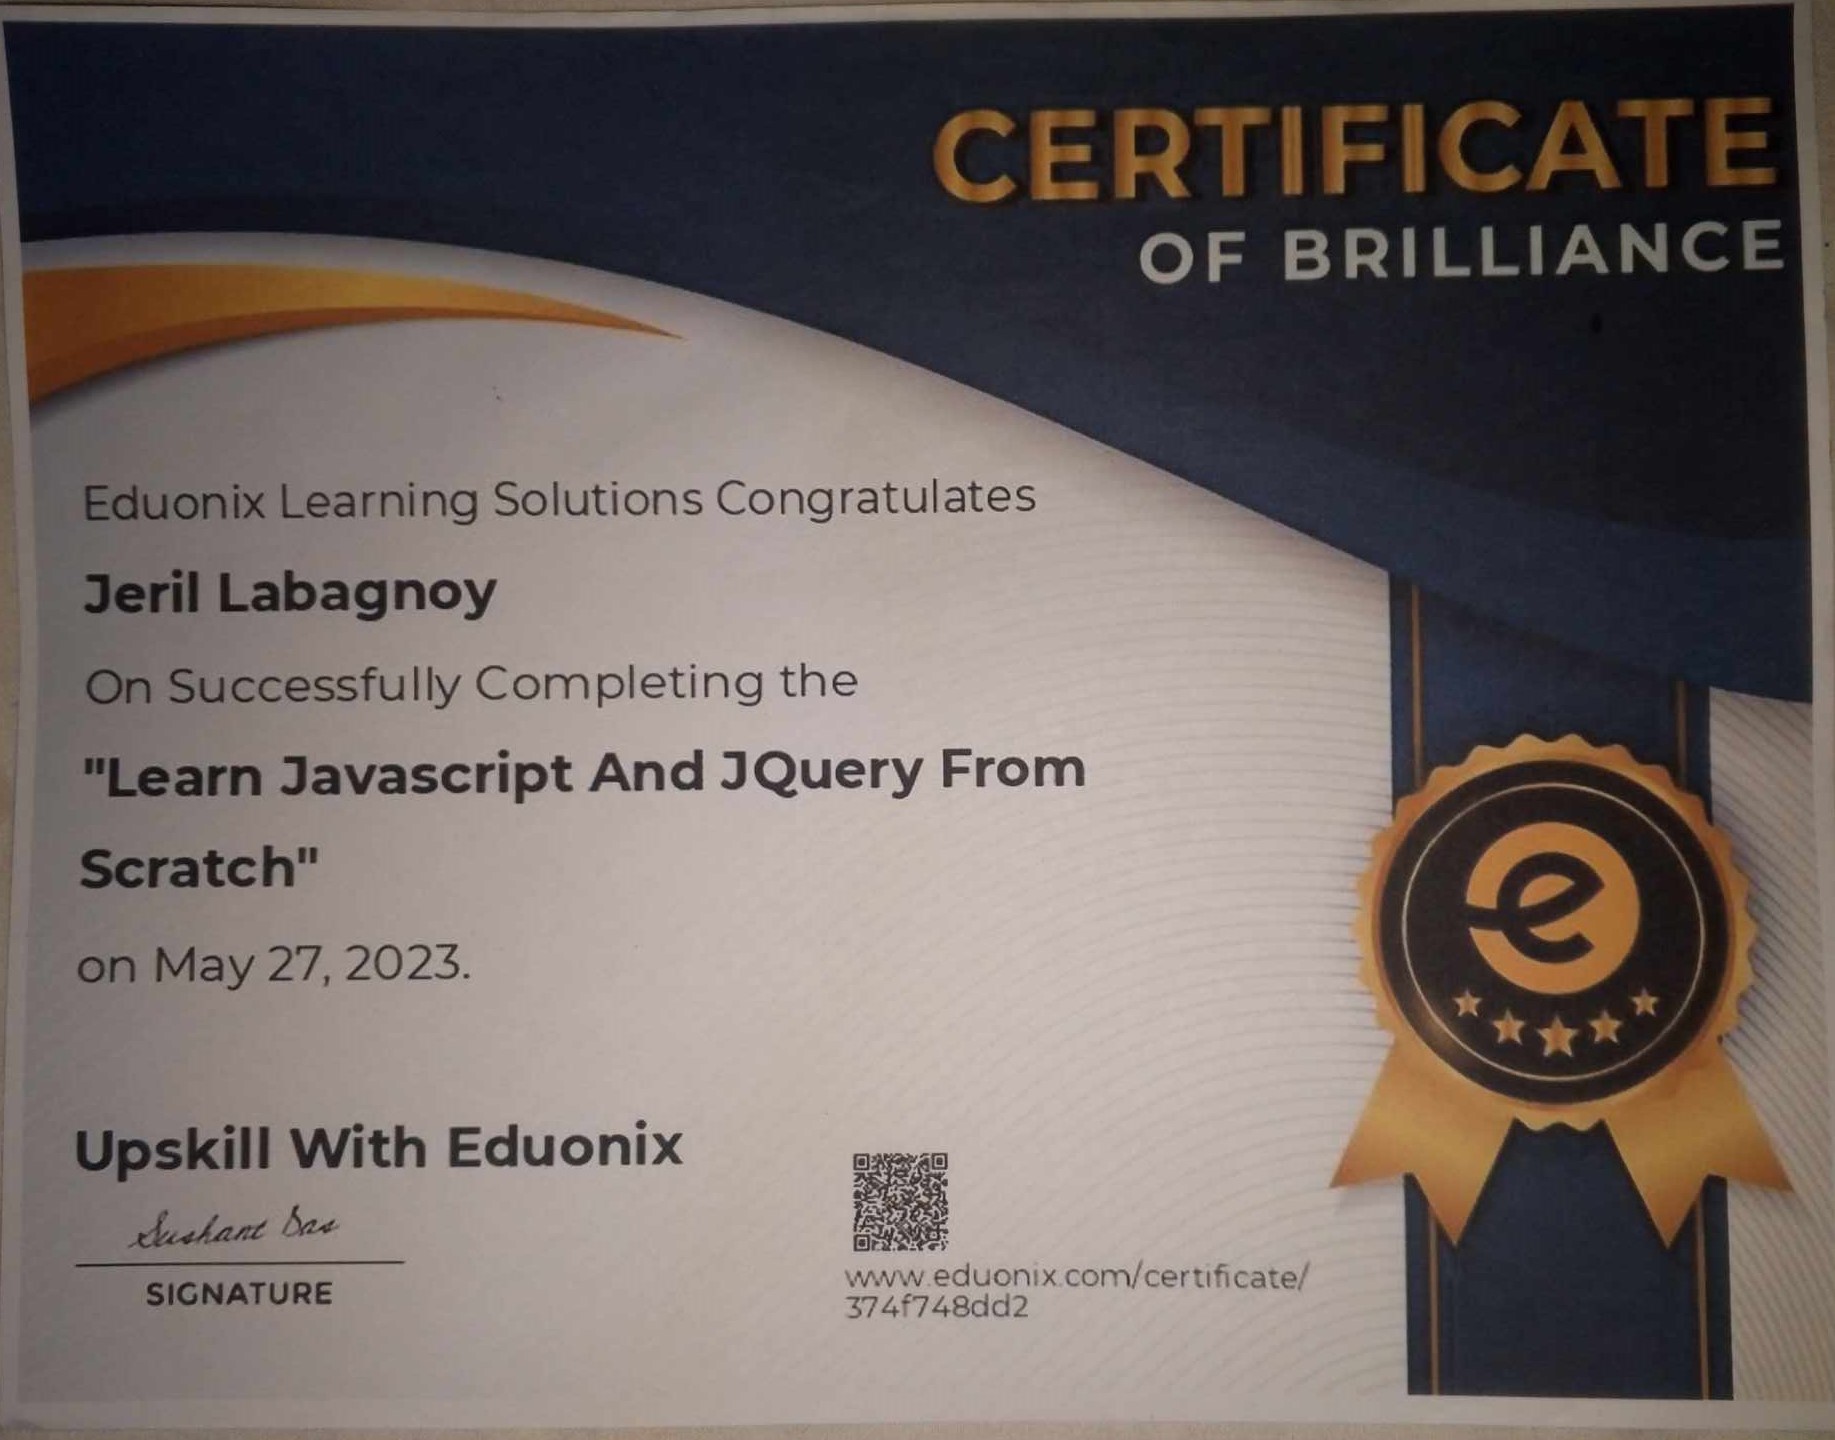 CERTIFICATE
OF BRILLIANCE
Eduonix Learning Solutions Congratulates
Jeril Labagnoy
On Successfully Completing the
"Learn Javascript And JQuery From
Scratch"
on May 27, 2023.
Upskill With Eduonix
Sushant Das
SIGNATURE
www.eduonix.com/certificate/
374f748dd2
e